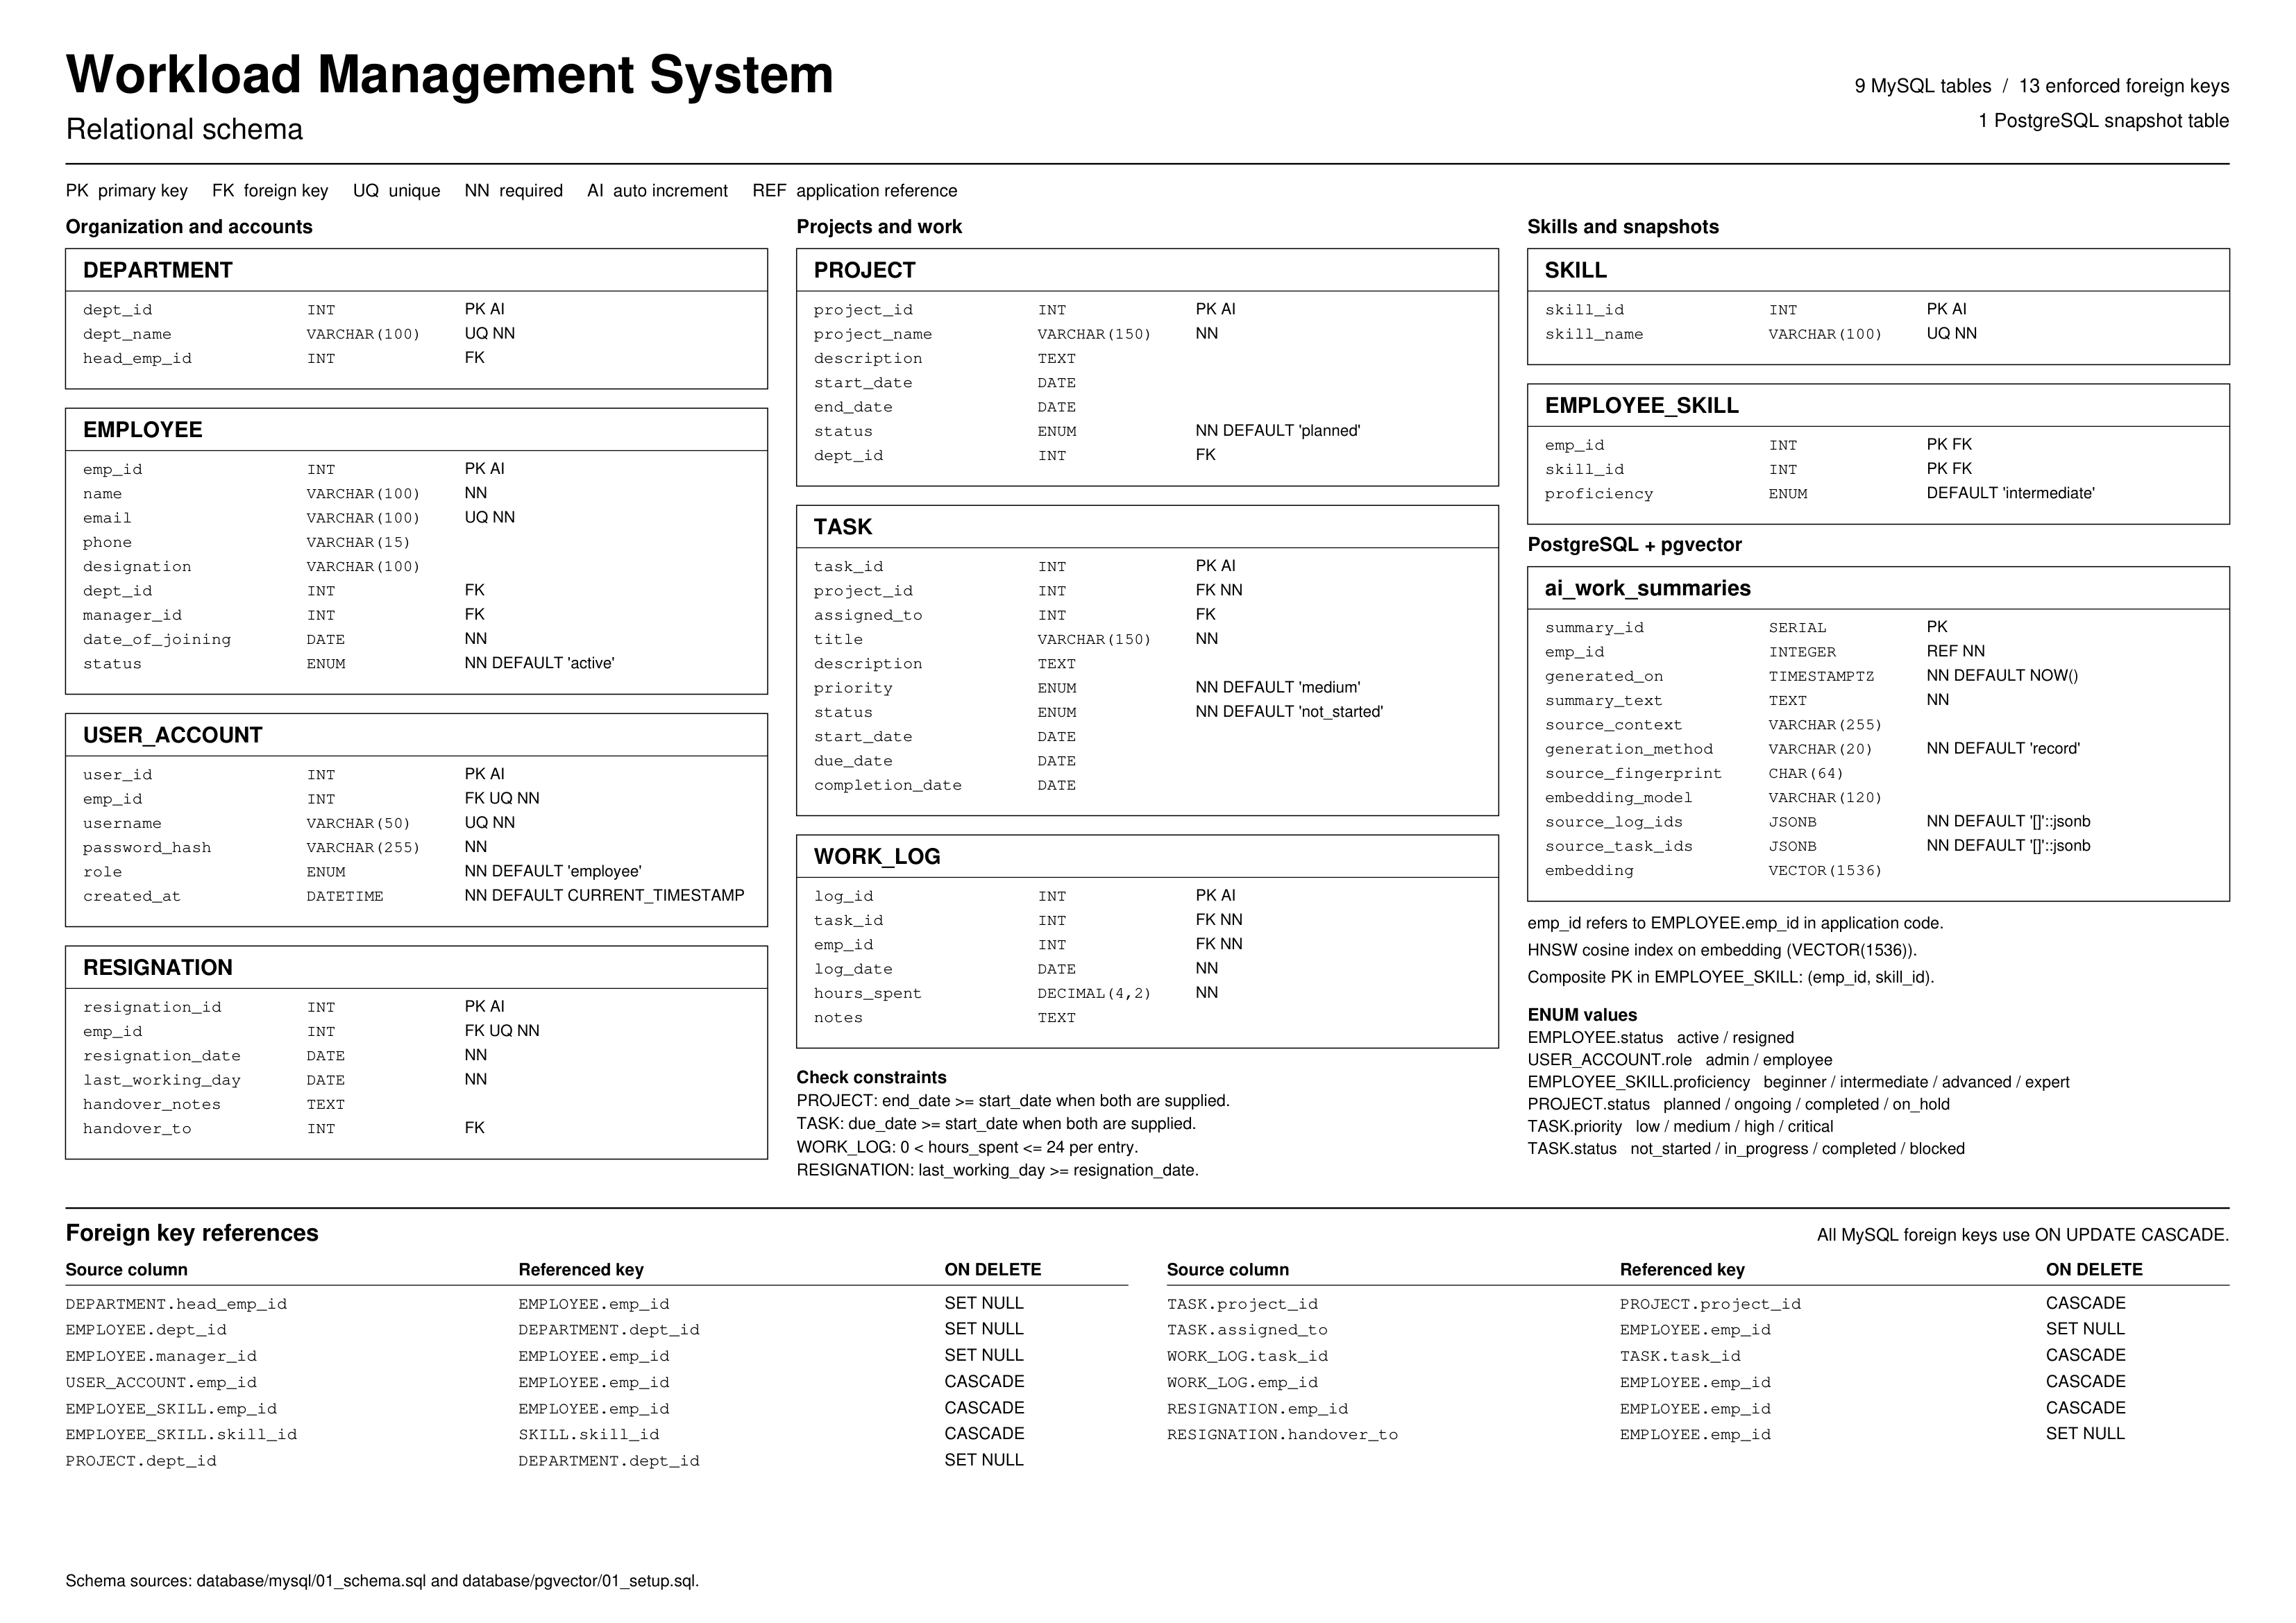 Workload Management System
Relational schema
9 MySQL tables / 13 enforced foreign keys
1 PostgreSQL snapshot table
PK primary key FK foreign key UQ unique NN required AI auto increment REF application reference
Organization and accounts
DEPARTMENT
dept_id INT PK AI
dept_name VARCHAR(100) UQ NN
head_emp_id INT FK
EMPLOYEE
emp_id INT PK AI
name VARCHAR(100) NN
email VARCHAR(100) UQ NN
phone VARCHAR(15)
designation VARCHAR(100)
dept_id INT FK
manager_id INT FK
date_of_joining DATE NN
status ENUM NN DEFAULT 'active'
USER_ACCOUNT
user_id INT PK AI
emp_id INT FK UQ NN
username VARCHAR(50) UQ NN
password_hash VARCHAR(255) NN
role ENUM NN DEFAULT 'employee'
created_at DATETIME NN DEFAULT CURRENT_TIMESTAMP
RESIGNATION
resignation_id INT PK AI
emp_id INT FK UQ NN
resignation_date DATE NN
last_working_day DATE NN
handover_notes TEXT
handover_to INT FK
Projects and work
PROJECT
project_id INT PK AI
project_name VARCHAR(150) NN
description TEXT
start_date DATE
end_date DATE
status ENUM NN DEFAULT 'planned'
dept_id INT FK
TASK
task_id INT PK AI
project_id INT FK NN
assigned_to INT FK
title VARCHAR(150) NN
description TEXT
priority ENUM NN DEFAULT 'medium'
status ENUM NN DEFAULT 'not_started'
start_date DATE
due_date DATE
completion_date DATE
WORK_LOG
log_id INT PK AI
task_id INT FK NN
emp_id INT FK NN
log_date DATE NN
hours_spent DECIMAL(4,2) NN
notes TEXT
Check constraints
PROJECT: end_date >= start_date when both are supplied.
TASK: due_date >= start_date when both are supplied.
WORK_LOG: 0 < hours_spent <= 24 per entry.
RESIGNATION: last_working_day >= resignation_date.
Skills and snapshots
SKILL
skill_id INT PK AI
skill_name VARCHAR(100) UQ NN
EMPLOYEE_SKILL
emp_id INT PK FK
skill_id INT PK FK
proficiency ENUM DEFAULT 'intermediate'
PostgreSQL + pgvector
ai_work_summaries
summary_id SERIAL PK
emp_id INTEGER REF NN
generated_on TIMESTAMPTZ NN DEFAULT NOW()
summary_text TEXT NN
source_context VARCHAR(255)
generation_method VARCHAR(20) NN DEFAULT 'record'
source_fingerprint CHAR(64)
embedding_model VARCHAR(120)
source_log_ids JSONB NN DEFAULT '[]'::jsonb
source_task_ids JSONB NN DEFAULT '[]'::jsonb
embedding VECTOR(1536)
emp_id refers to EMPLOYEE.emp_id in application code.
HNSW cosine index on embedding (VECTOR(1536)).
Composite PK in EMPLOYEE_SKILL: (emp_id, skill_id).
ENUM values
EMPLOYEE.status active / resigned
USER_ACCOUNT.role admin / employee
EMPLOYEE_SKILL.proficiency beginner / intermediate / advanced / expert
PROJECT.status planned / ongoing / completed / on_hold
TASK.priority low / medium / high / critical
TASK.status not_started / in_progress / completed / blocked
Foreign key references
All MySQL foreign keys use ON UPDATE CASCADE.
Source column Referenced key ON DELETE
DEPARTMENT.head_emp_id EMPLOYEE.emp_id SET NULL
EMPLOYEE.dept_id DEPARTMENT.dept_id SET NULL
EMPLOYEE.manager_id EMPLOYEE.emp_id SET NULL
USER_ACCOUNT.emp_id EMPLOYEE.emp_id CASCADE
EMPLOYEE_SKILL.emp_id EMPLOYEE.emp_id CASCADE
EMPLOYEE_SKILL.skill_id SKILL.skill_id CASCADE
PROJECT.dept_id DEPARTMENT.dept_id SET NULL
Source column Referenced key ON DELETE
TASK.project_id PROJECT.project_id CASCADE
TASK.assigned_to EMPLOYEE.emp_id SET NULL
WORK_LOG.task_id TASK.task_id CASCADE
WORK_LOG.emp_id EMPLOYEE.emp_id CASCADE
RESIGNATION.emp_id EMPLOYEE.emp_id CASCADE
RESIGNATION.handover_to EMPLOYEE.emp_id SET NULL
Schema sources: database/mysql/01_schema.sql and database/pgvector/01_setup.sql.